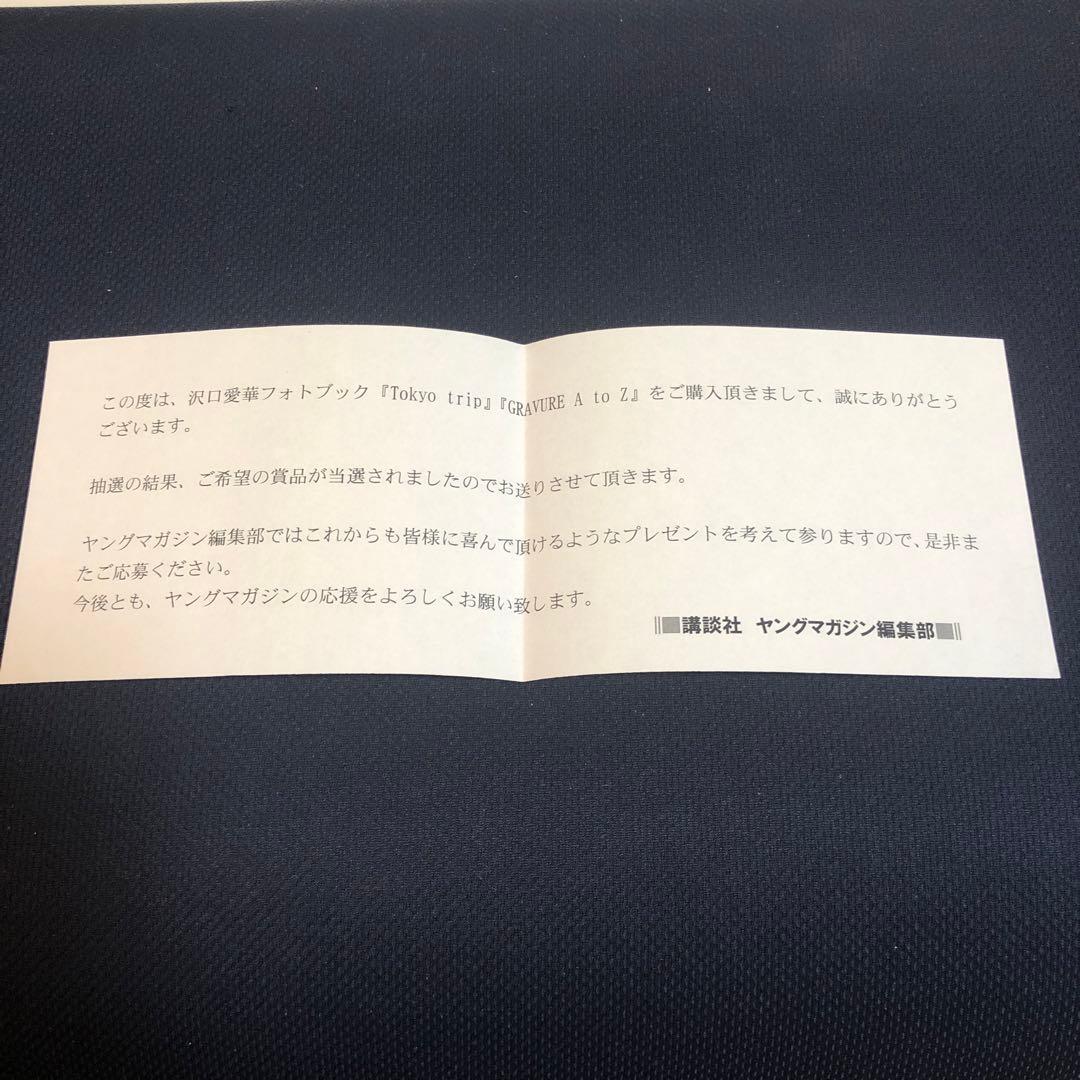 この度は、沢口愛華フォトブック『Tokyo trip』『GRAVURE A to Z』をご購入頂きまして、誠にありがとう
ございます。
抽選の結果、ご希望の賞品が当選されましたのでお送りさせて頂きます。
ヤングマガジン編集部ではこれからも皆様に喜んで頂けるようなプレゼントを考えて参りますので、是非ま
たご応募ください。
今後とも、ヤングマガジンの応援をよろしくお願い致します。
講談社 ヤングマガジン編集部